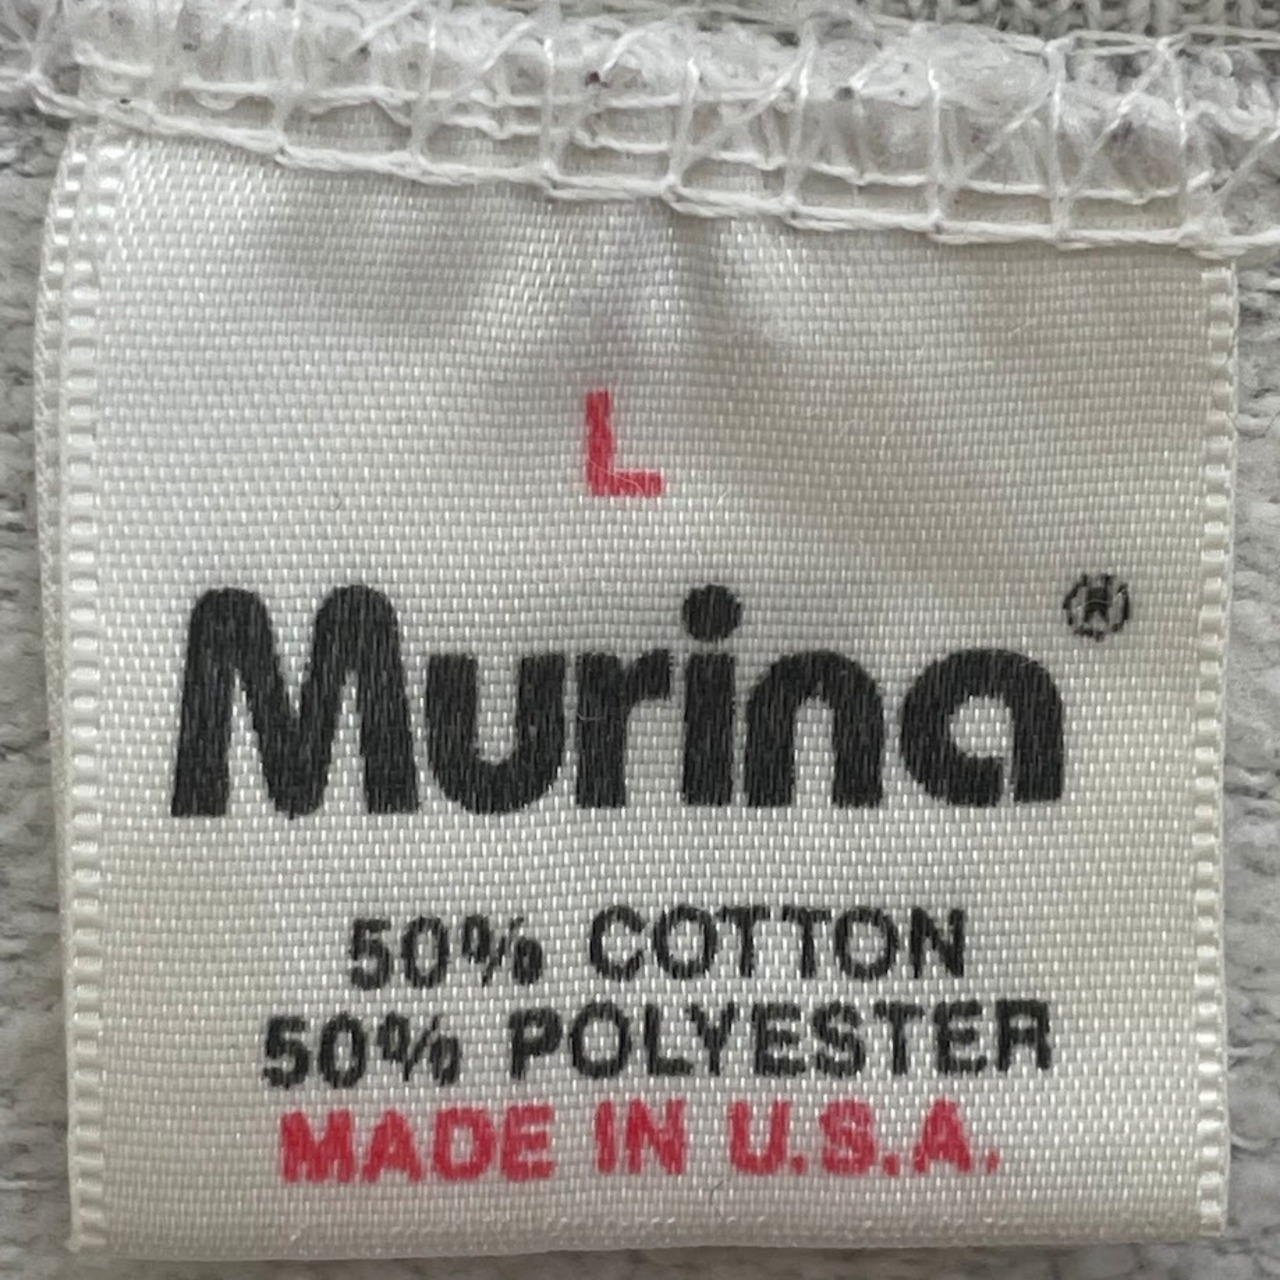 L
Murina®
50% COTTON
50% POLYESTER
MADE IN U.S.A.